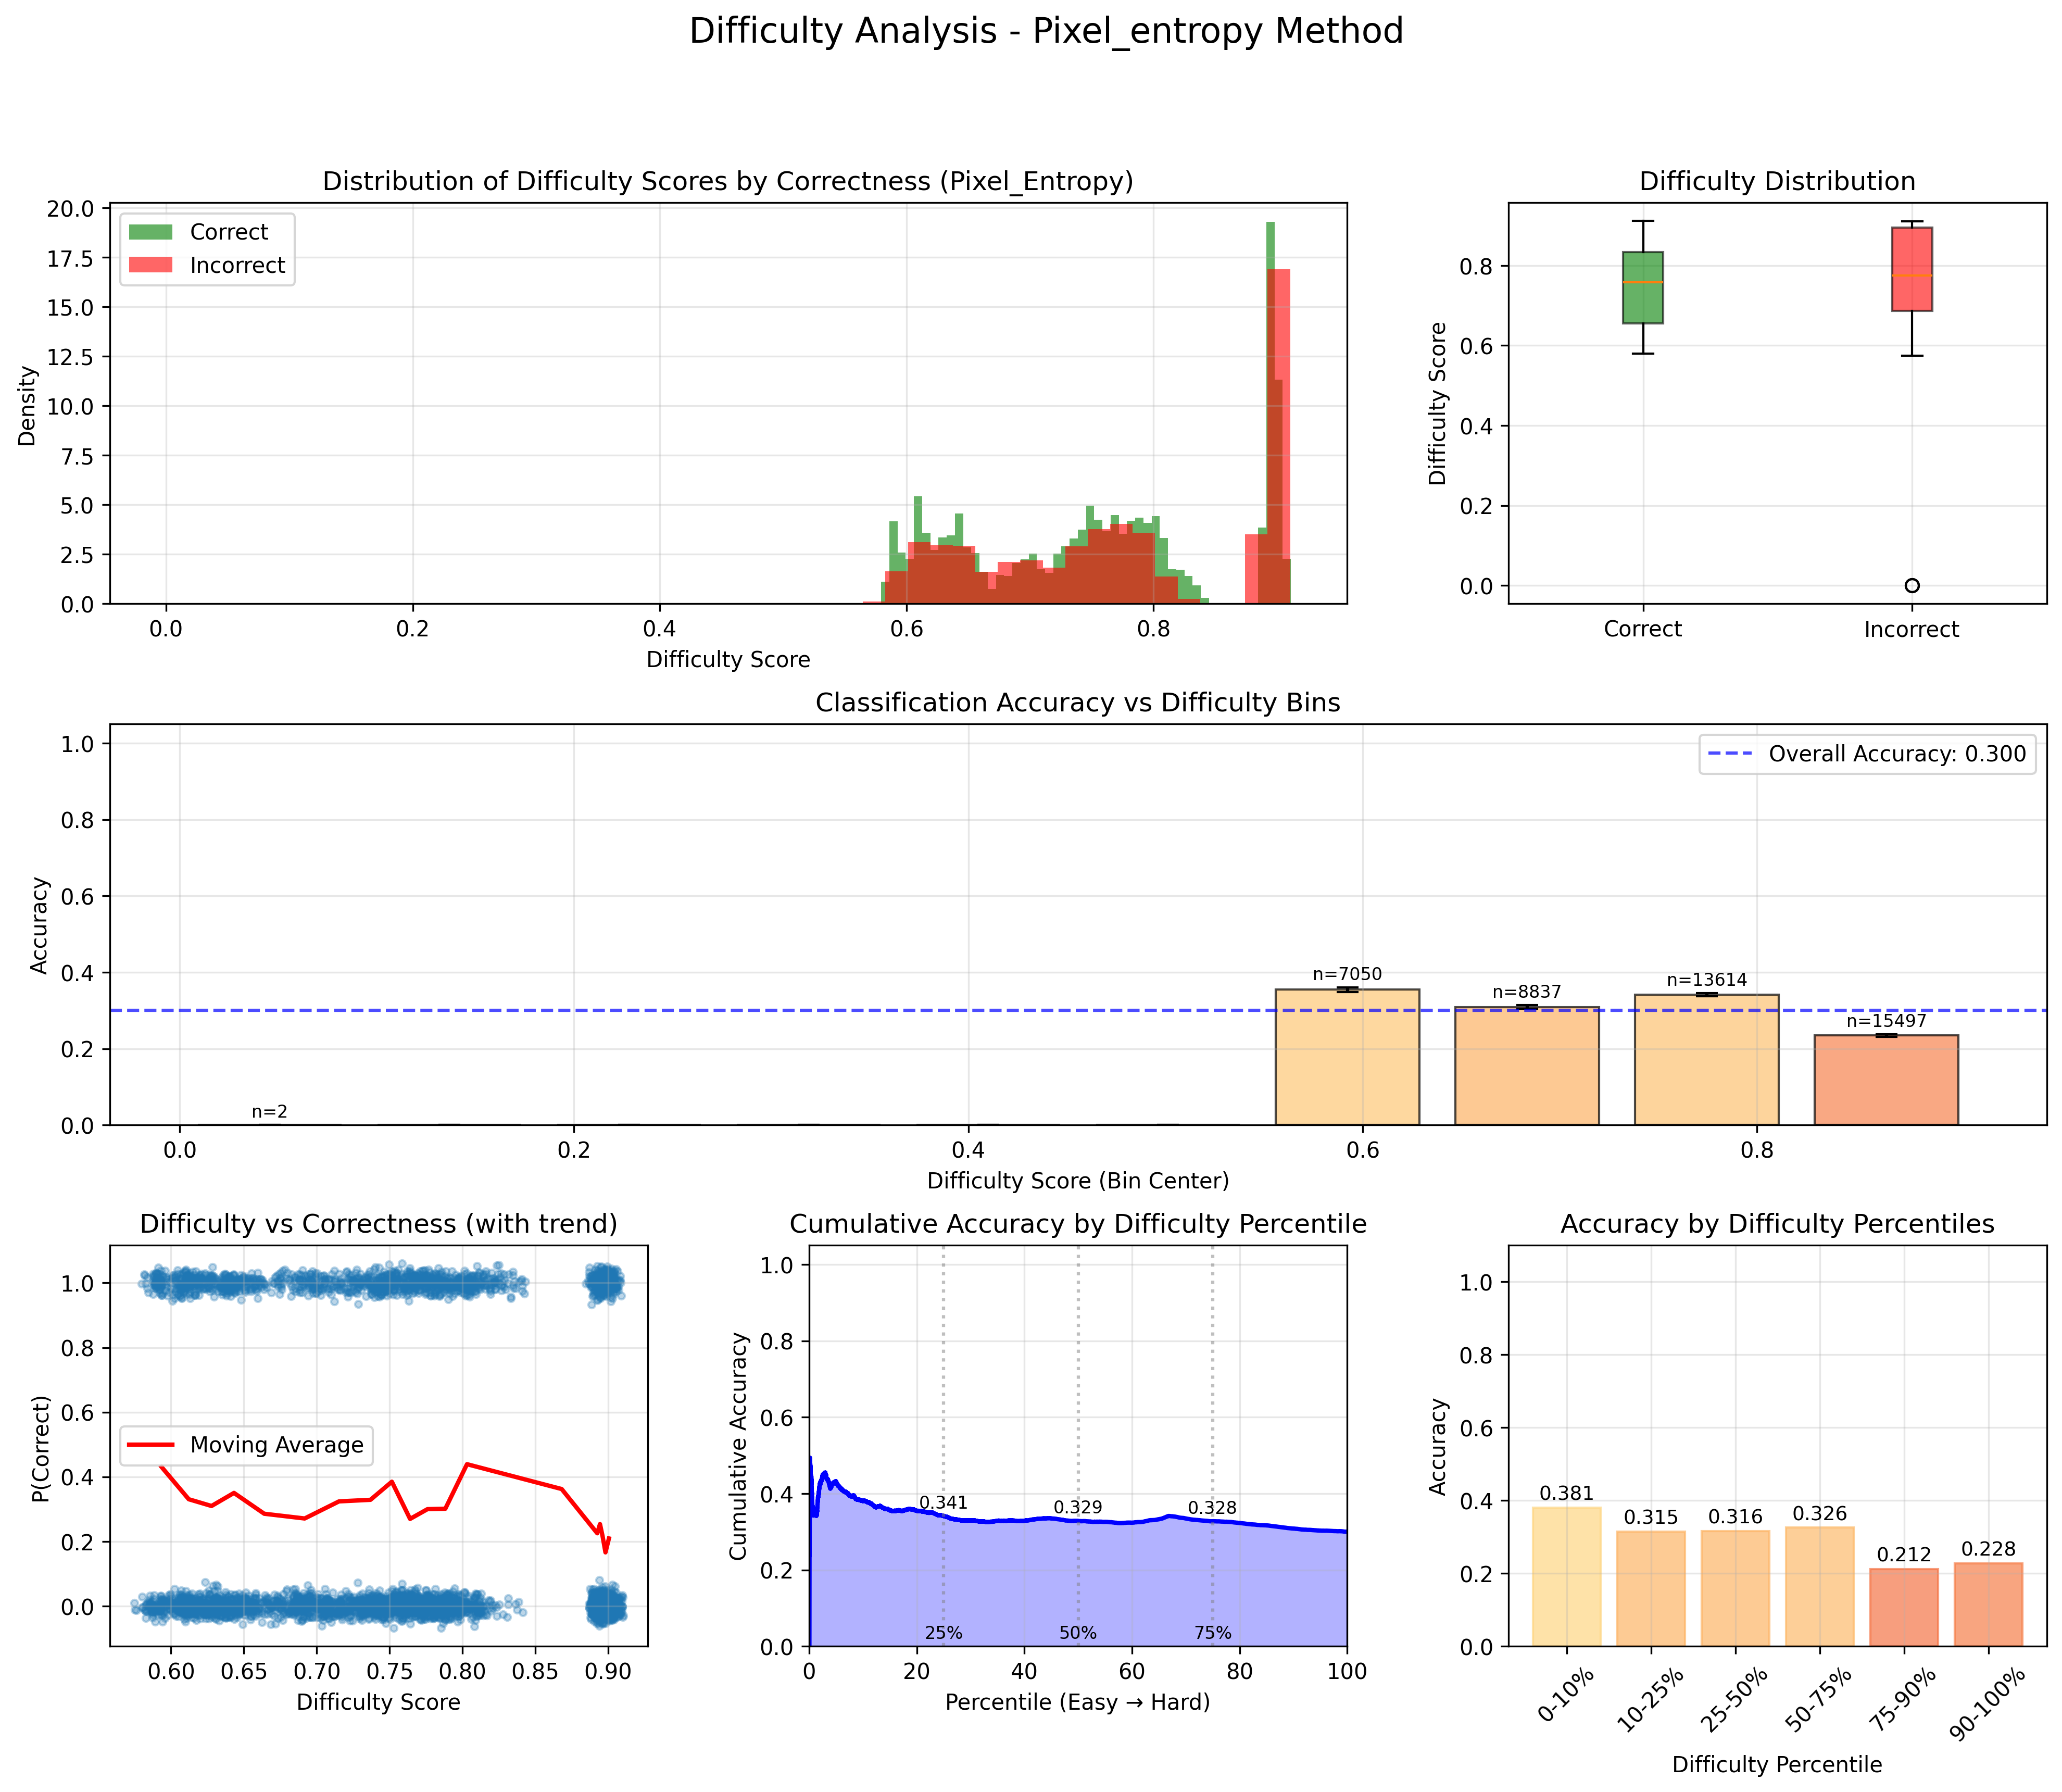 Difficulty Analysis - Pixel_entropy Method
Distribution of Difficulty Scores by Correctness (Pixel_Entropy)
Density
20.0
17.5
15.0
12.5
10.0
7.5
5.0
2.5
0.0
Correct
Incorrect
0.0 0.2 0.4 0.6 0.8
Difficulty Score
Difficulty Distribution
Difficulty Score
0.8
0.6
0.4
0.2
0.0
Correct Incorrect
Classification Accuracy vs Difficulty Bins
Accuracy
1.0
0.8
0.6
0.4
0.2
0.0
Overall Accuracy: 0.300
n=2
n=7050
n=8837
n=13614
n=15497
0.0 0.2 0.4 0.6 0.8
Difficulty Score (Bin Center)
Difficulty vs Correctness (with trend)
P(Correct)
1.0
0.8
0.6
0.4
0.2
0.0
Moving Average
0.60 0.65 0.70 0.75 0.80 0.85 0.90
Difficulty Score
Cumulative Accuracy by Difficulty Percentile
Cumulative Accuracy
1.0
0.8
0.6
0.4
0.2
0.0
0.341 0.329 0.328
25% 50% 75%
0 20 40 60 80 100
Percentile (Easy → Hard)
Accuracy by Difficulty Percentiles
Accuracy
1.0
0.8
0.6
0.4
0.2
0.0
0.381
0.315
0.316
0.326
0.212
0.228
0-10% 10-25% 25-50% 50-75% 75-90% 90-100%
Difficulty Percentile